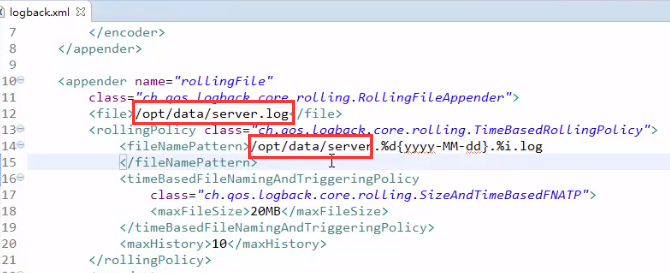 logback.xml
7 </encoder>
8 </appender>
9
10 <appender name="rollingFile"
11 class="ch.qos.logback.core.rolling.RollingFileAppender">
12 <file>/opt/data/server.log</file>
13 <rollingPolicy class="ch.qos.logback.core.rolling.TimeBasedRollingPolicy">
14 <fileNamePattern>/opt/data/server.%d{yyyy-MM-dd}.%i.log
15 </fileNamePattern>
16 <timeBasedFileNamingAndTriggeringPolicy
17 class="ch.qos.logback.core.rolling.SizeAndTimeBasedFNATP">
18 <maxFileSize>20MB</maxFileSize>
19 </timeBasedFileNamingAndTriggeringPolicy>
20 <maxHistory>10</maxHistory>
21 </rollingPolicy>